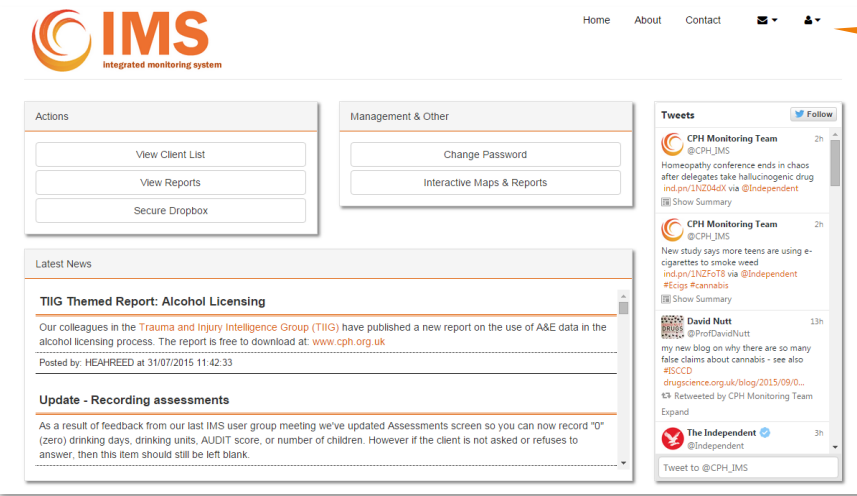 IMS
integrated monitoring system
Home About Contact
Actions
View Client List
View Reports
Secure Dropbox
Management & Other
Change Password
Interactive Maps & Reports
Latest News
TIIG Themed Report: Alcohol Licensing
Our colleagues in the Trauma and Injury Intelligence Group (TIIG) have published a new report on the use of A&E data in the
alcohol licensing process. The report is free to download at: www.cph.org.uk
Posted by: HEAHREED at 31/07/2015 11:42:33
Update - Recording assessments
As a result of feedback from our last IMS user group meeting we've updated Assessments screen so you can now record "0"
(zero) drinking days, drinking units, AUDIT score, or number of children. However if the client is not asked or refuses to
answer, then this item should still be left blank.
Tweets Follow
CPH Monitoring Team 2h
@CPH_IMS
Homeopathy conference ends in chaos
after delegates take hallucinogenic drug
ind.pn/1NZ04dX via @Independent
Show Summary
CPH Monitoring Team 2h
@CPH_IMS
New study says more teens are using e-
cigarettes to smoke weed
ind.pn/1NZFoT8 via @Independent
#Ecigs #cannabis
Show Summary
DRUGS
David Nutt 13h
@ProfDavidNutt
my new blog on why there are so many
false claims about cannabis - see also
#ISCCD
drugscience.org.uk/blog/2015/09/0...
Retweeted by CPH Monitoring Team
Expand
The Independent 3h
@Independent
Tweet to @CPH_IMS